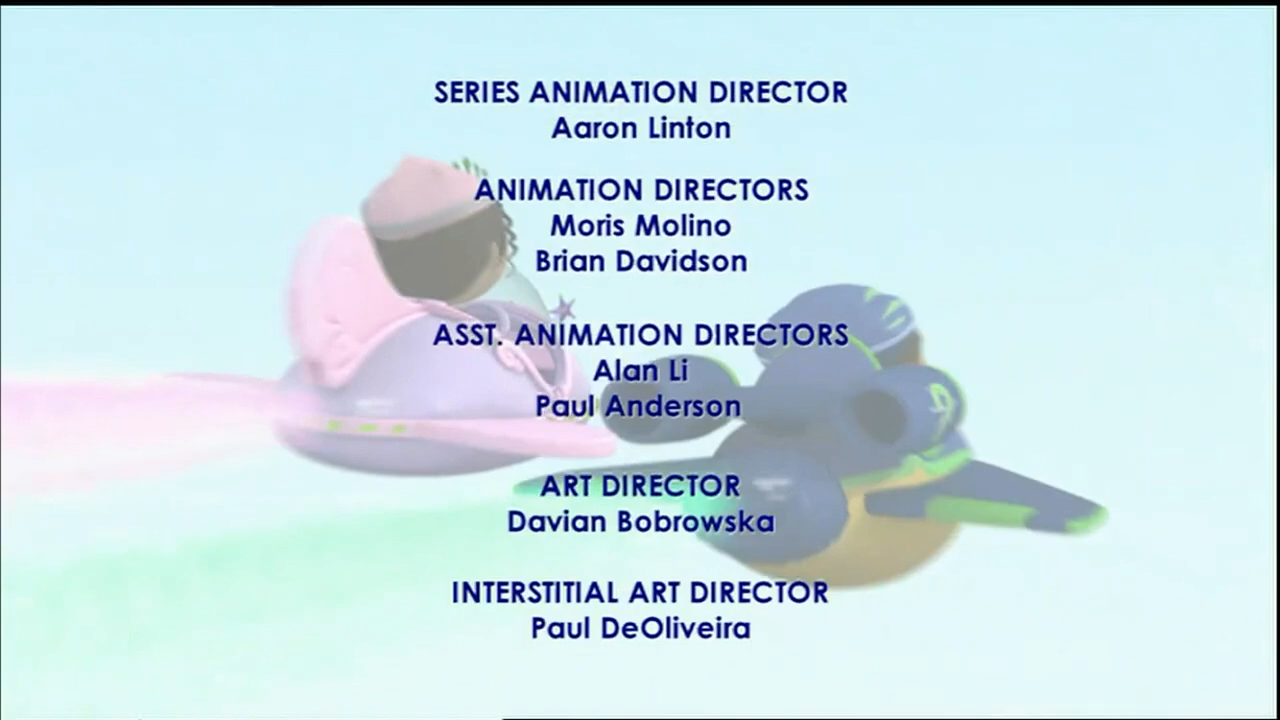 SERIES ANIMATION DIRECTOR
Aaron Linton
ANIMATION DIRECTORS
Moris Molino
Brian Davidson
ASST. ANIMATION DIRECTORS
Alan Li
Paul Anderson
ART DIRECTOR
Davian Bobrowska
INTERSTITIAL ART DIRECTOR
Paul DeOliveira